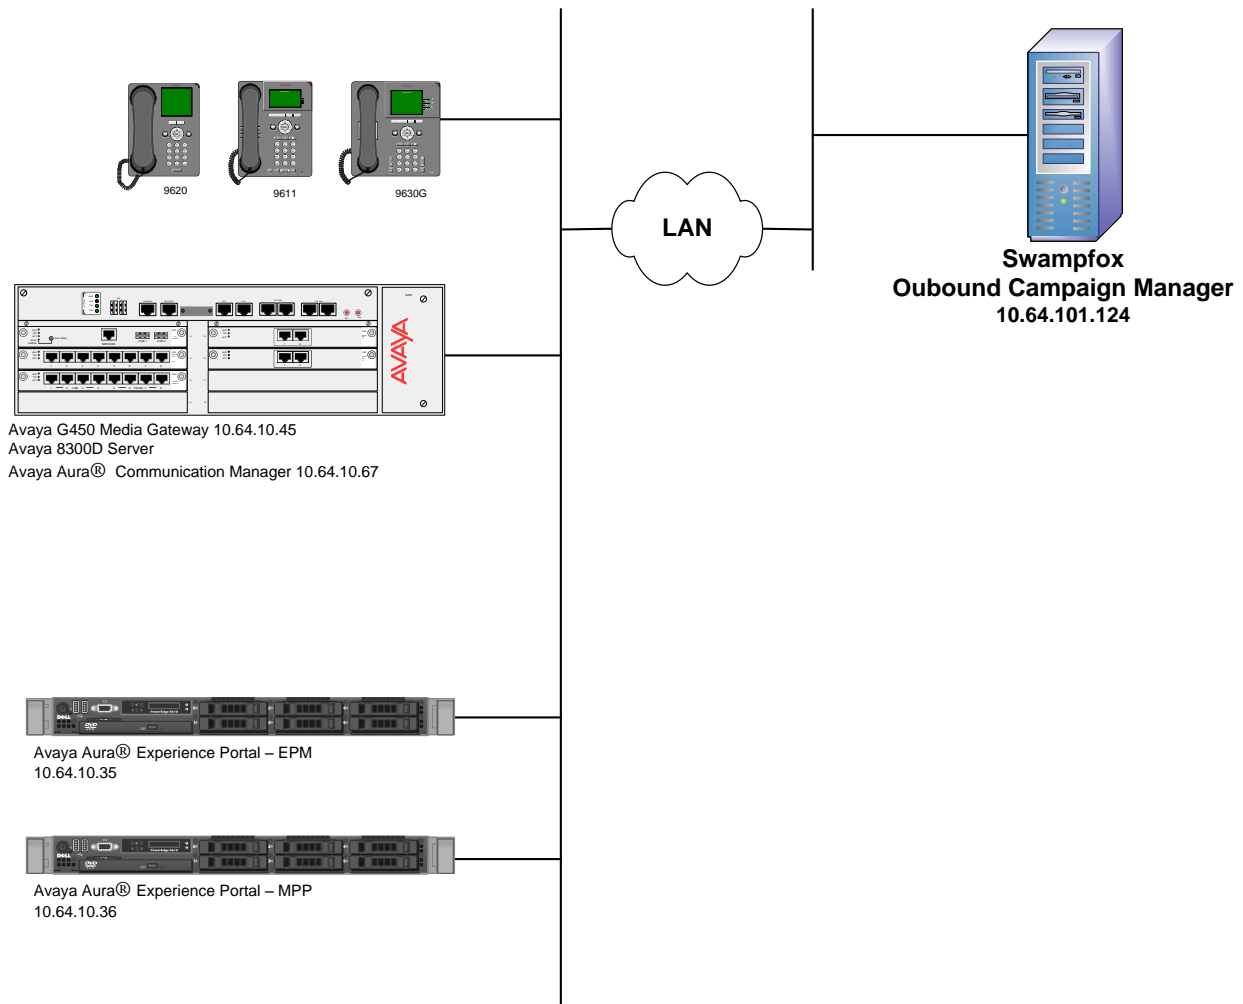 9620
9611
9630G
LAN
Swampfox
Oubound Campaign Manager
10.64.101.124
AVAYA
Avaya G450 Media Gateway 10.64.10.45
Avaya 8300D Server
Avaya Aura® Communication Manager 10.64.10.67
DELL
Avaya Aura® Experience Portal – EPM
10.64.10.35
DELL
Avaya Aura® Experience Portal – MPP
10.64.10.36